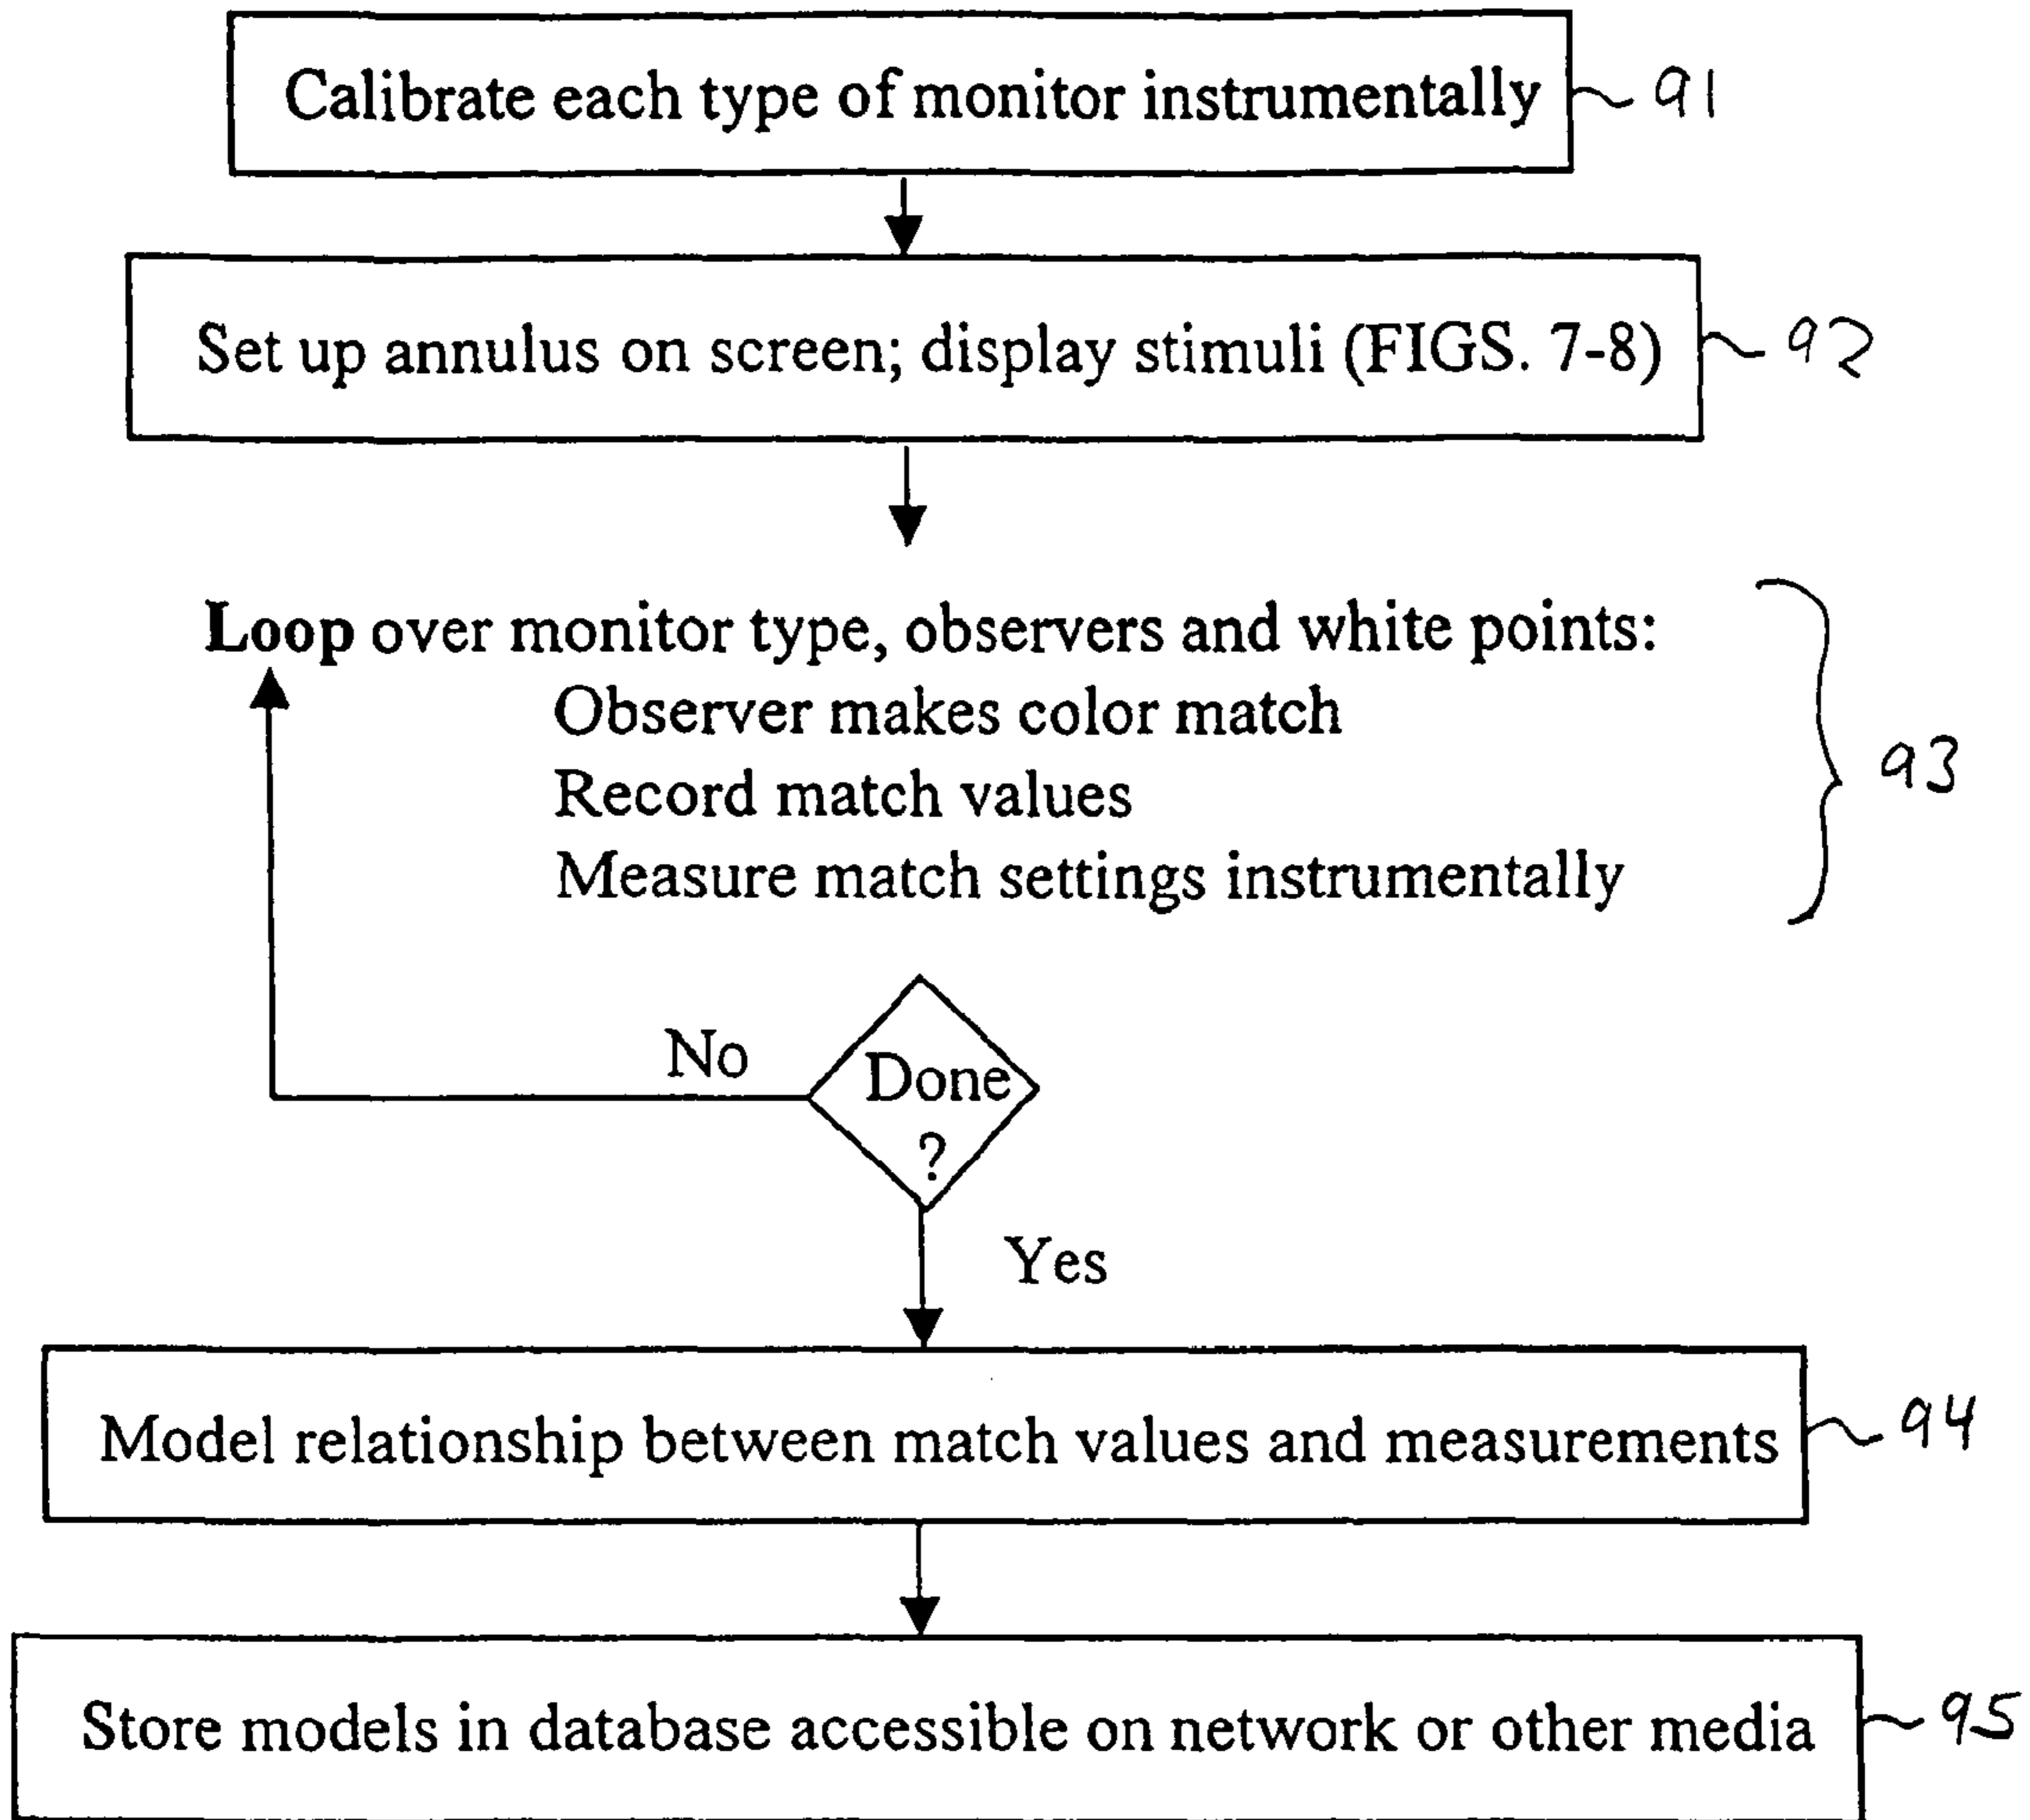 Calibrate each type of monitor instrumentally 91
Set up annulus on screen; display stimuli (FIGS. 7-8) 92
Loop over monitor type, observers and white points:
Observer makes color match
Record match values
93
Measure match settings instrumentally
No
Done
?
Yes
Model relationship between match values and measurements 94
Store models in database accessible on network or other media 95